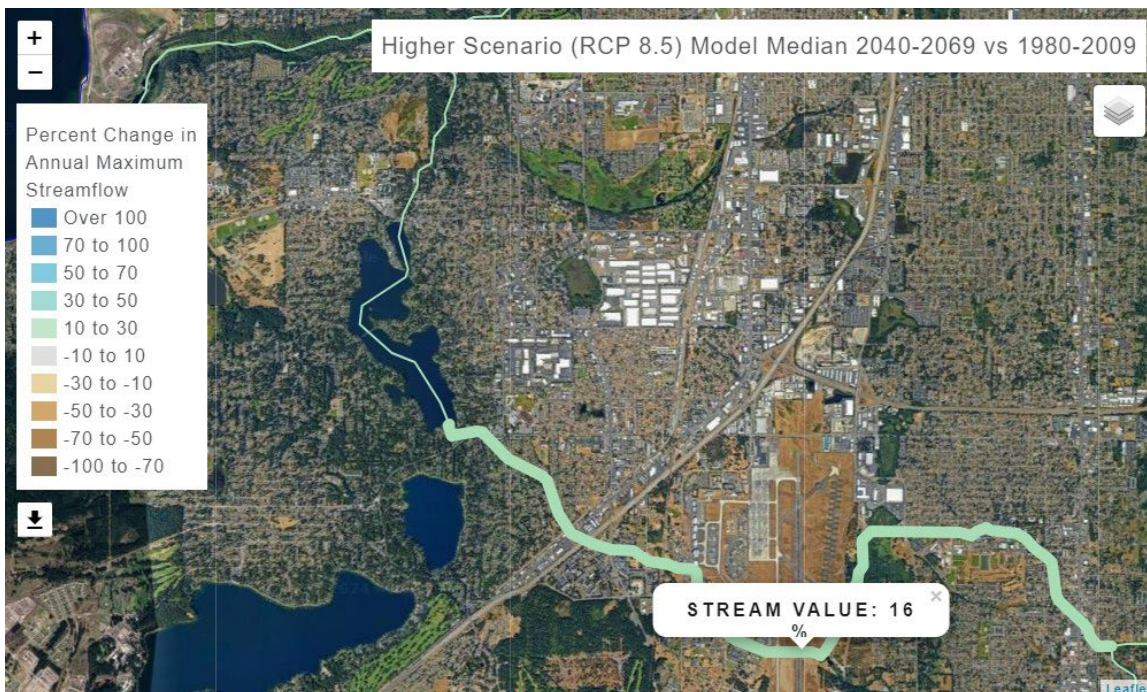 +
−
Higher Scenario (RCP 8.5) Model Median 2040-2069 vs 1980-2009
Percent Change in
Annual Maximum
Streamflow
Over 100
70 to 100
50 to 70
30 to 50
10 to 30
-10 to 10
-30 to -10
-50 to -30
-70 to -50
-100 to -70
×
STREAM VALUE: 16
%